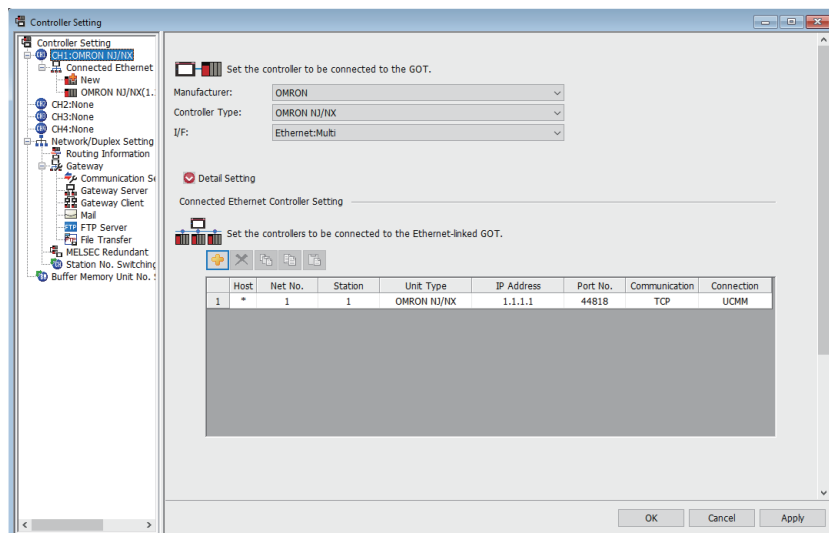 Controller Setting
Controller Setting
CH1:OMRON NJ/NX
Connected Ethernet
New
OMRON NJ/NX(1.
CH2:None
CH3:None
CH4:None
Network/Duplex Setting
Routing Information
Gateway
Communication Se
Gateway Server
Gateway Client
Mail
FTP FTP Server
File Transfer
MELSEC Redundant
Station No. Switching
Buffer Memory Unit No. S
Set the controller to be connected to the GOT.
Manufacturer: OMRON
Controller Type: OMRON NJ/NX
I/F: Ethernet:Multi
Detail Setting
Connected Ethernet Controller Setting
Set the controllers to be connected to the Ethernet-linked GOT.
Host Net No. Station Unit Type IP Address Port No. Communication Connection
1 * 1 1 OMRON NJ/NX 1.1.1.1 44818 TCP UCMM
OK Cancel Apply